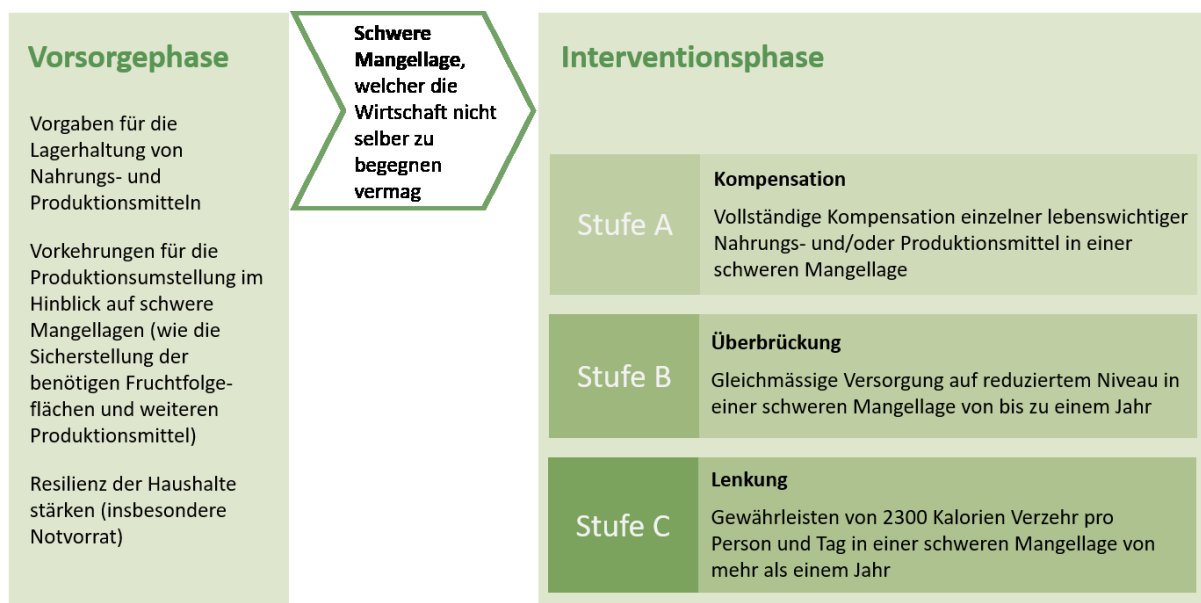 Vorsorgephase
Vorgaben für die
Lagerhaltung von
Nahrungs- und
Produktionsmitteln
Vorkehrungen für die
Produktionsumstellung im
Hinblick auf schwere
Mangellagen (wie die
Sicherstellung der
benötigen Fruchtfolge-
flächen und weiteren
Produktionsmittel)
Resilienz der Haushalte
stärken (insbesondere
Notvorrat)
Schwere
Mangellage,
welcher die
Wirtschaft nicht
selber zu
begegnen
vermag
Interventionsphase
Stufe A
Kompensation
Vollständige Kompensation einzelner lebenswichtiger
Nahrungs- und/oder Produktionsmittel in einer
schweren Mangellage
Stufe B
Überbrückung
Gleichmässige Versorgung auf reduziertem Niveau in
einer schweren Mangellage von bis zu einem Jahr
Stufe C
Lenkung
Gewährleisten von 2300 Kalorien Verzehr pro
Person und Tag in einer schweren Mangellage von
mehr als einem Jahr